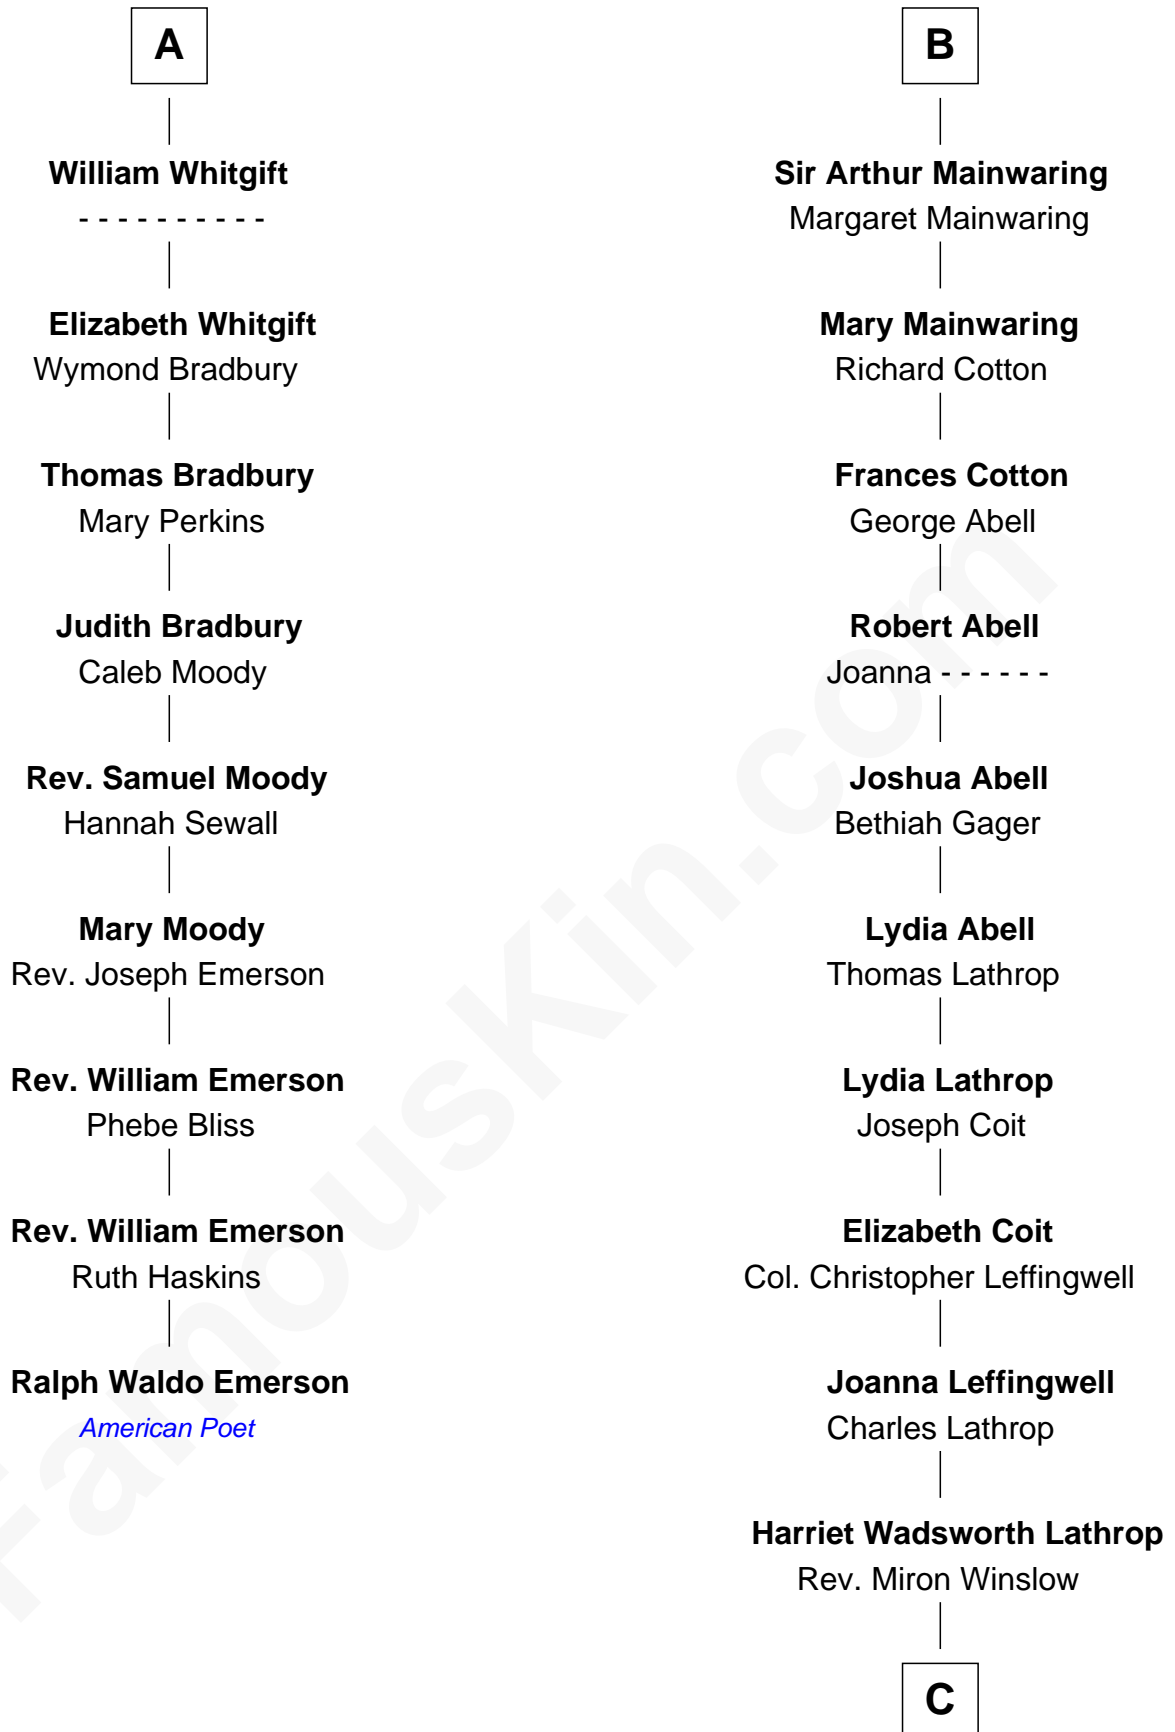 A
William Whitgift
- - - - - - - - - -
Elizabeth Whitgift
Wymond Bradbury
Thomas Bradbury
Mary Perkins
Judith Bradbury
Caleb Moody
Rev. Samuel Moody
Hannah Sewall
Mary Moody
Rev. Joseph Emerson
Rev. William Emerson
Phebe Bliss
Rev. William Emerson
Ruth Haskins
Ralph Waldo Emerson
American Poet
B
Sir Arthur Mainwaring
Margaret Mainwaring
Mary Mainwaring
Richard Cotton
Frances Cotton
George Abell
Robert Abell
Joanna - - - - - -
Joshua Abell
Bethiah Gager
Lydia Abell
Thomas Lathrop
Lydia Lathrop
Joseph Coit
Elizabeth Coit
Col. Christopher Leffingwell
Joanna Leffingwell
Charles Lathrop
Harriet Wadsworth Lathrop
Rev. Miron Winslow
C
FamousKin.com